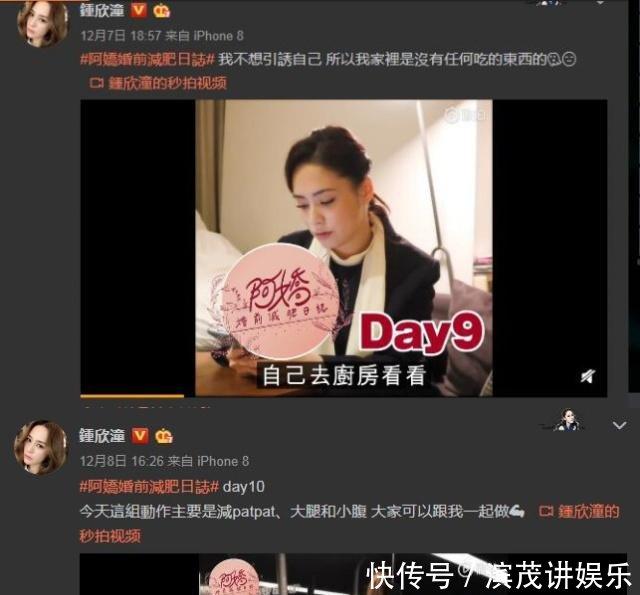 鍾欣潼
12月7日 18:57 来自 iPhone 8
#阿嬌婚前減肥日誌# 我不想引誘自己 所以我家裡是沒有任何吃的東西的
鍾欣潼的秒拍视频
秒拍
阿嬌
婚前減肥日誌
Day9
自己去廚房看看
鍾欣潼
12月8日 16:26 来自 iPhone 8
#阿嬌婚前減肥日誌# day10
今天這組動作主要是減patpat、大腿和小腹 大家可以跟我一起做 鍾欣潼的
秒拍视频
阿嬌
快传号 / 滨茂讲娱乐